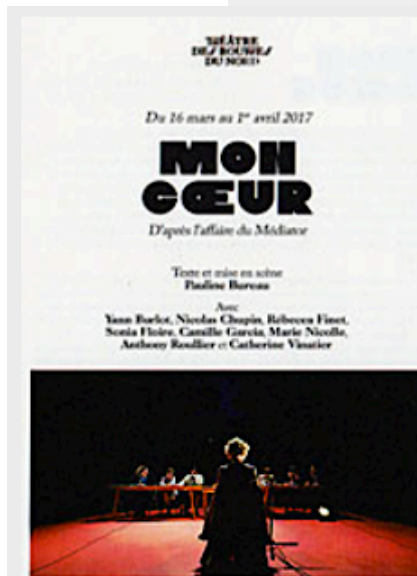 THÉÂTRE
DES BOUFFES
DU NORD
Du 16 mars au 1er avril 2017
MON
CŒUR
D'après l'affaire du Médiator
Texte et mise en scène
Pauline Bureau
Avec
Yann Burlot, Nicolas Chupin, Rébecca Finet,
Sonia Floire, Camille Garcia, Marie Nicolle,
Anthony Roullier et Catherine Vinatier